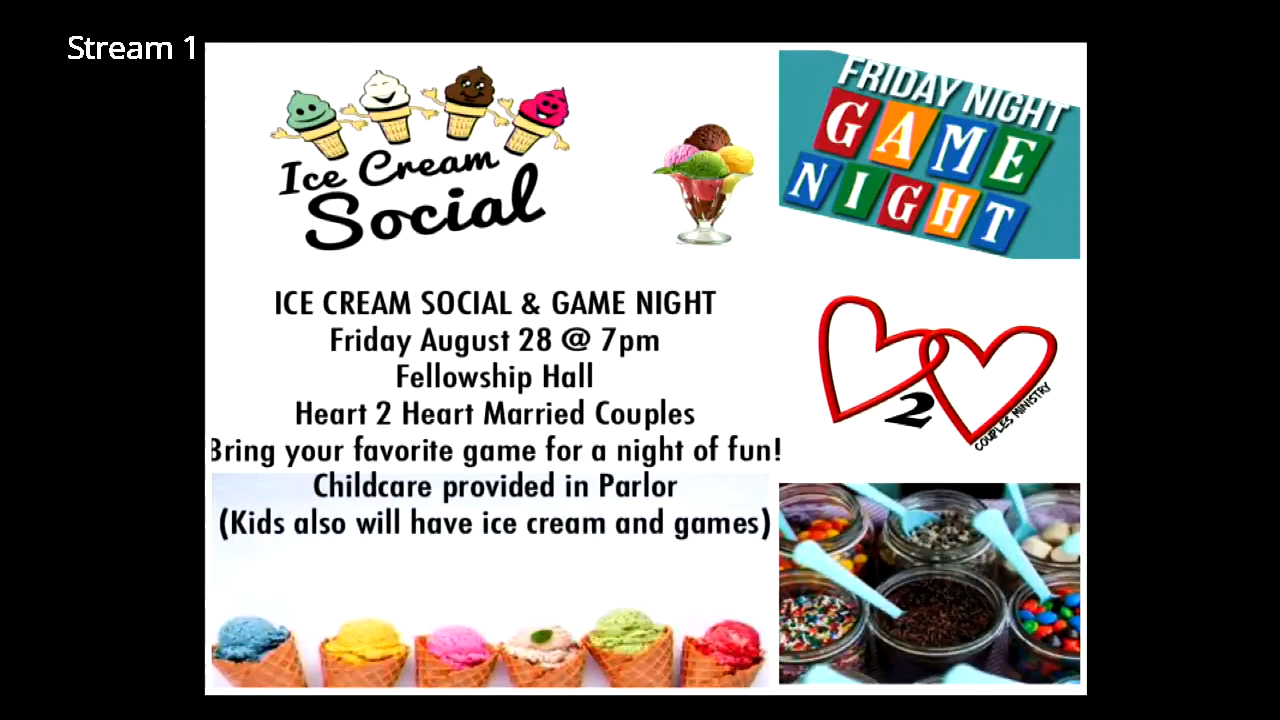 Stream 1
Ice Cream
Social
FRIDAY NIGHT
GAME
NIGHT
ICE CREAM SOCIAL & GAME NIGHT
Friday August 28 @ 7pm
Fellowship Hall
Heart 2 Heart Married Couples
Bring your favorite game for a night of fun!
Childcare provided in Parlor
(Kids also will have ice cream and games)
2
COUPLES MINISTRY